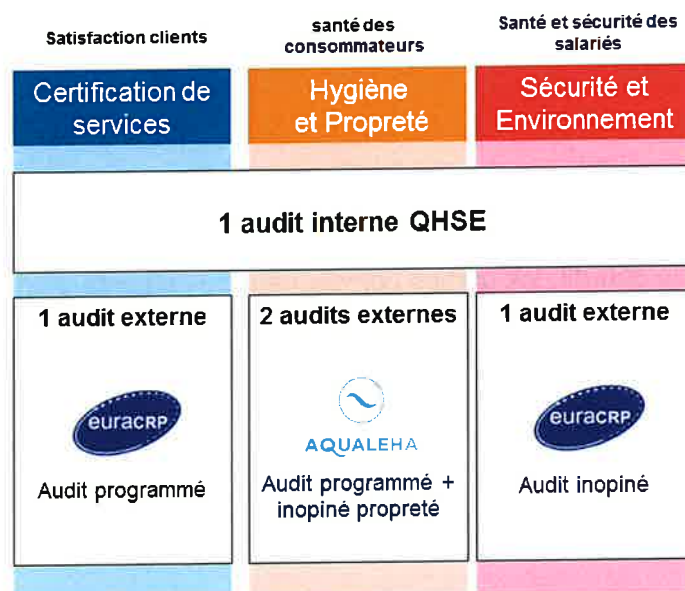 Satisfaction clients
santé des
consommateurs
Santé et sécurité des
salariés
Certification de
services
Hygiène
et Propreté
Sécurité et
Environnement
1 audit interne QHSE
1 audit externe
euraCRP
Audit programmé
2 audits externes
AQUALEHA
Audit programmé +
inopiné propreté
1 audit externe
euraCRP
Audit inopiné